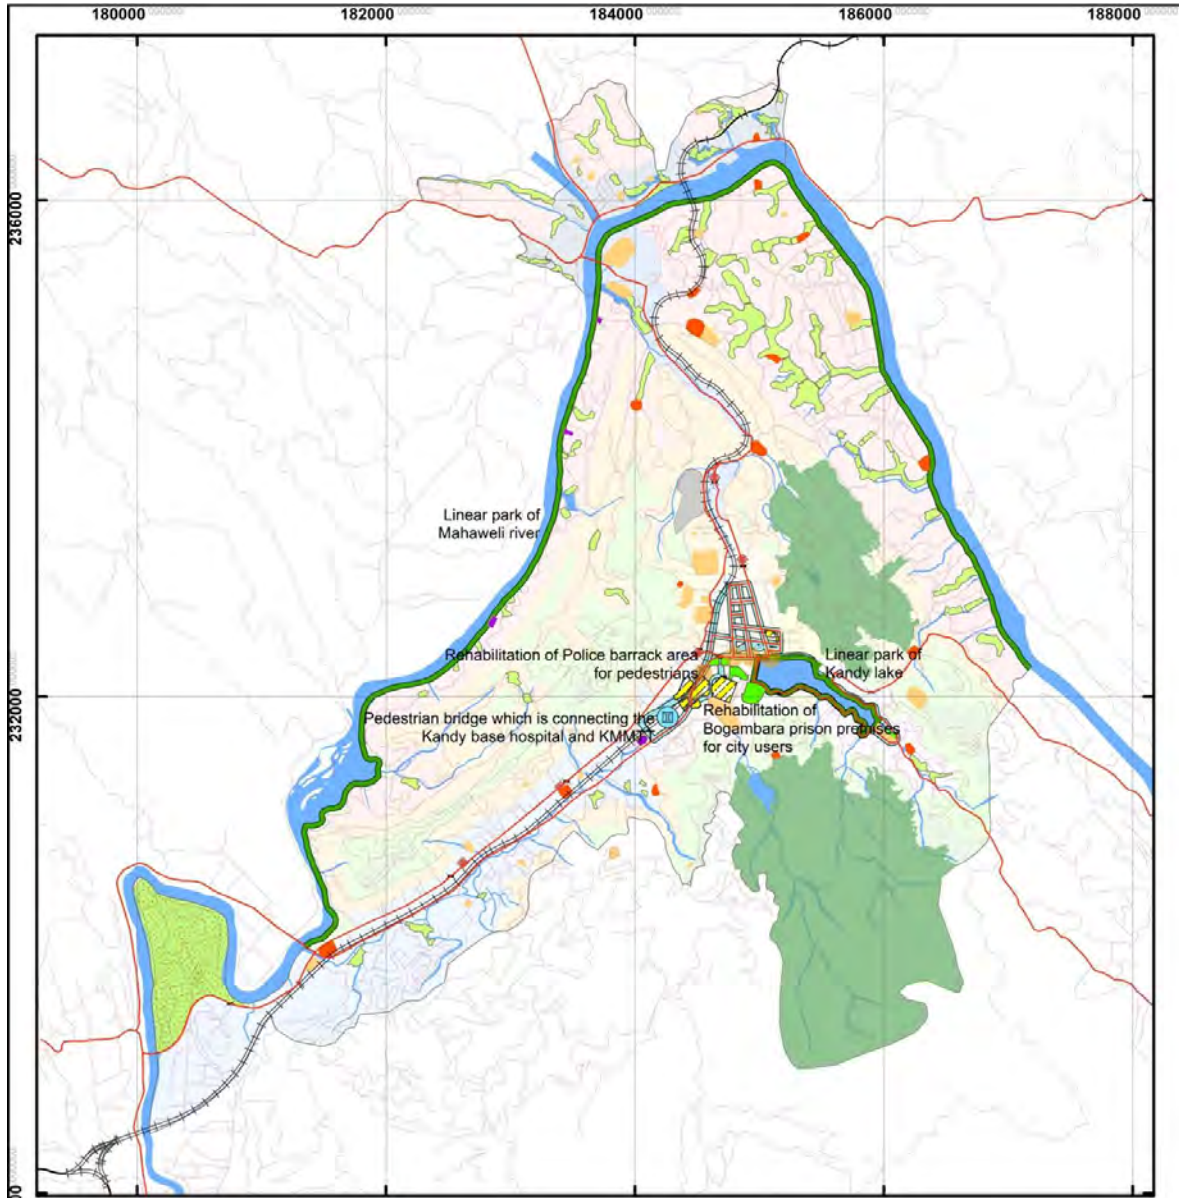 180000 182000 184000 186000 188000
236000
Linear park of
Mahaweli river
Rehabilitation of Police barrack area
for pedestrians
Linear park of
Kandy lake
232000
Pedestrian bridge which is connecting the
Kandy base hospital and KMMTT
Rehabilitation of
Bogambara prison premises
for city users